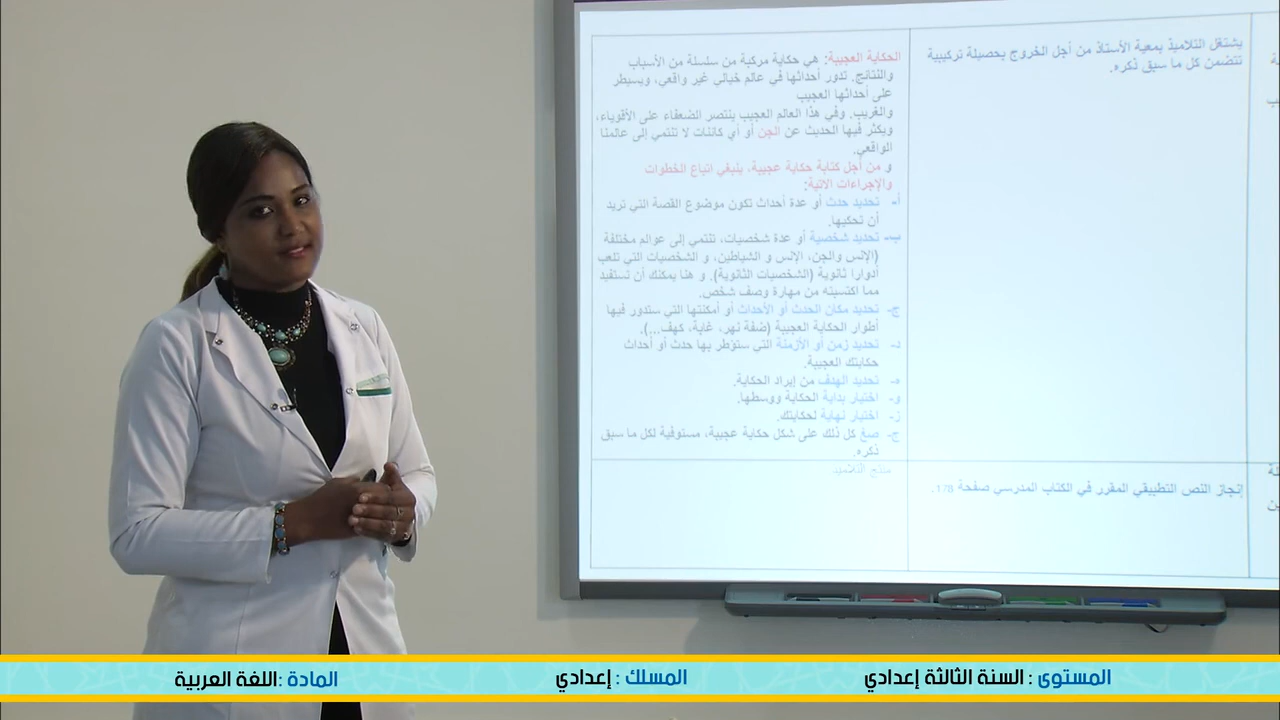 يشتغل التلاميذ بمعية الأستاذ من أجل الخروج بحصيلة تركيبية
تتضمن كل ما سبق ذكره.
الحكاية العجيبة: هي حكاية مركبة من سلسلة من الأسباب
والنتائج. تدور أحداثها في عالم خيالي غير واقعي، ويسيطر
على أحداثها العجيب
والغريب. وفي هذا العالم العجيب ينتصر الضعفاء على الأقوياء،
ويكثر فيها الحديث عن الجن أو أي كائنات لا تنتمي إلى عالمنا
الواقعي.
و من أجل كتابة حكاية عجيبة، ينبغي اتباع الخطوات
والإجراءات الآتية:
أ- تحديد حدث أو عدة أحداث تكون موضوع القصة التي تريد
أن تحكيها.
ب- تحديد شخصية أو عدة شخصيات، تنتمي إلى عوالم مختلفة
(الإنس والجن، الانس و الشياطين، و الشخصيات التي تلعب
أدوارا ثانوية (الشخصيات الثانوية). و هنا يمكنك أن تستفيد
مما اكتسبته من مهارة وصف شخص.
ج- تحديد مكان الحدث أو الأحداث أو أمكنتها التي ستدور فيها
أطوار الحكاية العجيبة (ضفة نهر، غابة، كهف...).
د- تحديد زمن أو الأزمنة التي ستؤطر بها حدث أو أحداث
حكايتك العجيبة.
ه- تحديد الهدف من إيراد الحكاية.
و- اختيار بداية الحكاية ووسطها.
ز- اختيار نهاية لحكايتك.
ح- صغ كل ذلك على شكل حكاية عجيبة، مستوفية لكل ما سبق
ذكره.
إنجاز النص التطبيقي المقرر في الكتاب المدرسي صفحة 178.
منتج التلاميذ
المستوى : السنة الثالثة إعدادي
المسلك : إعدادي
المادة :اللغة العربية